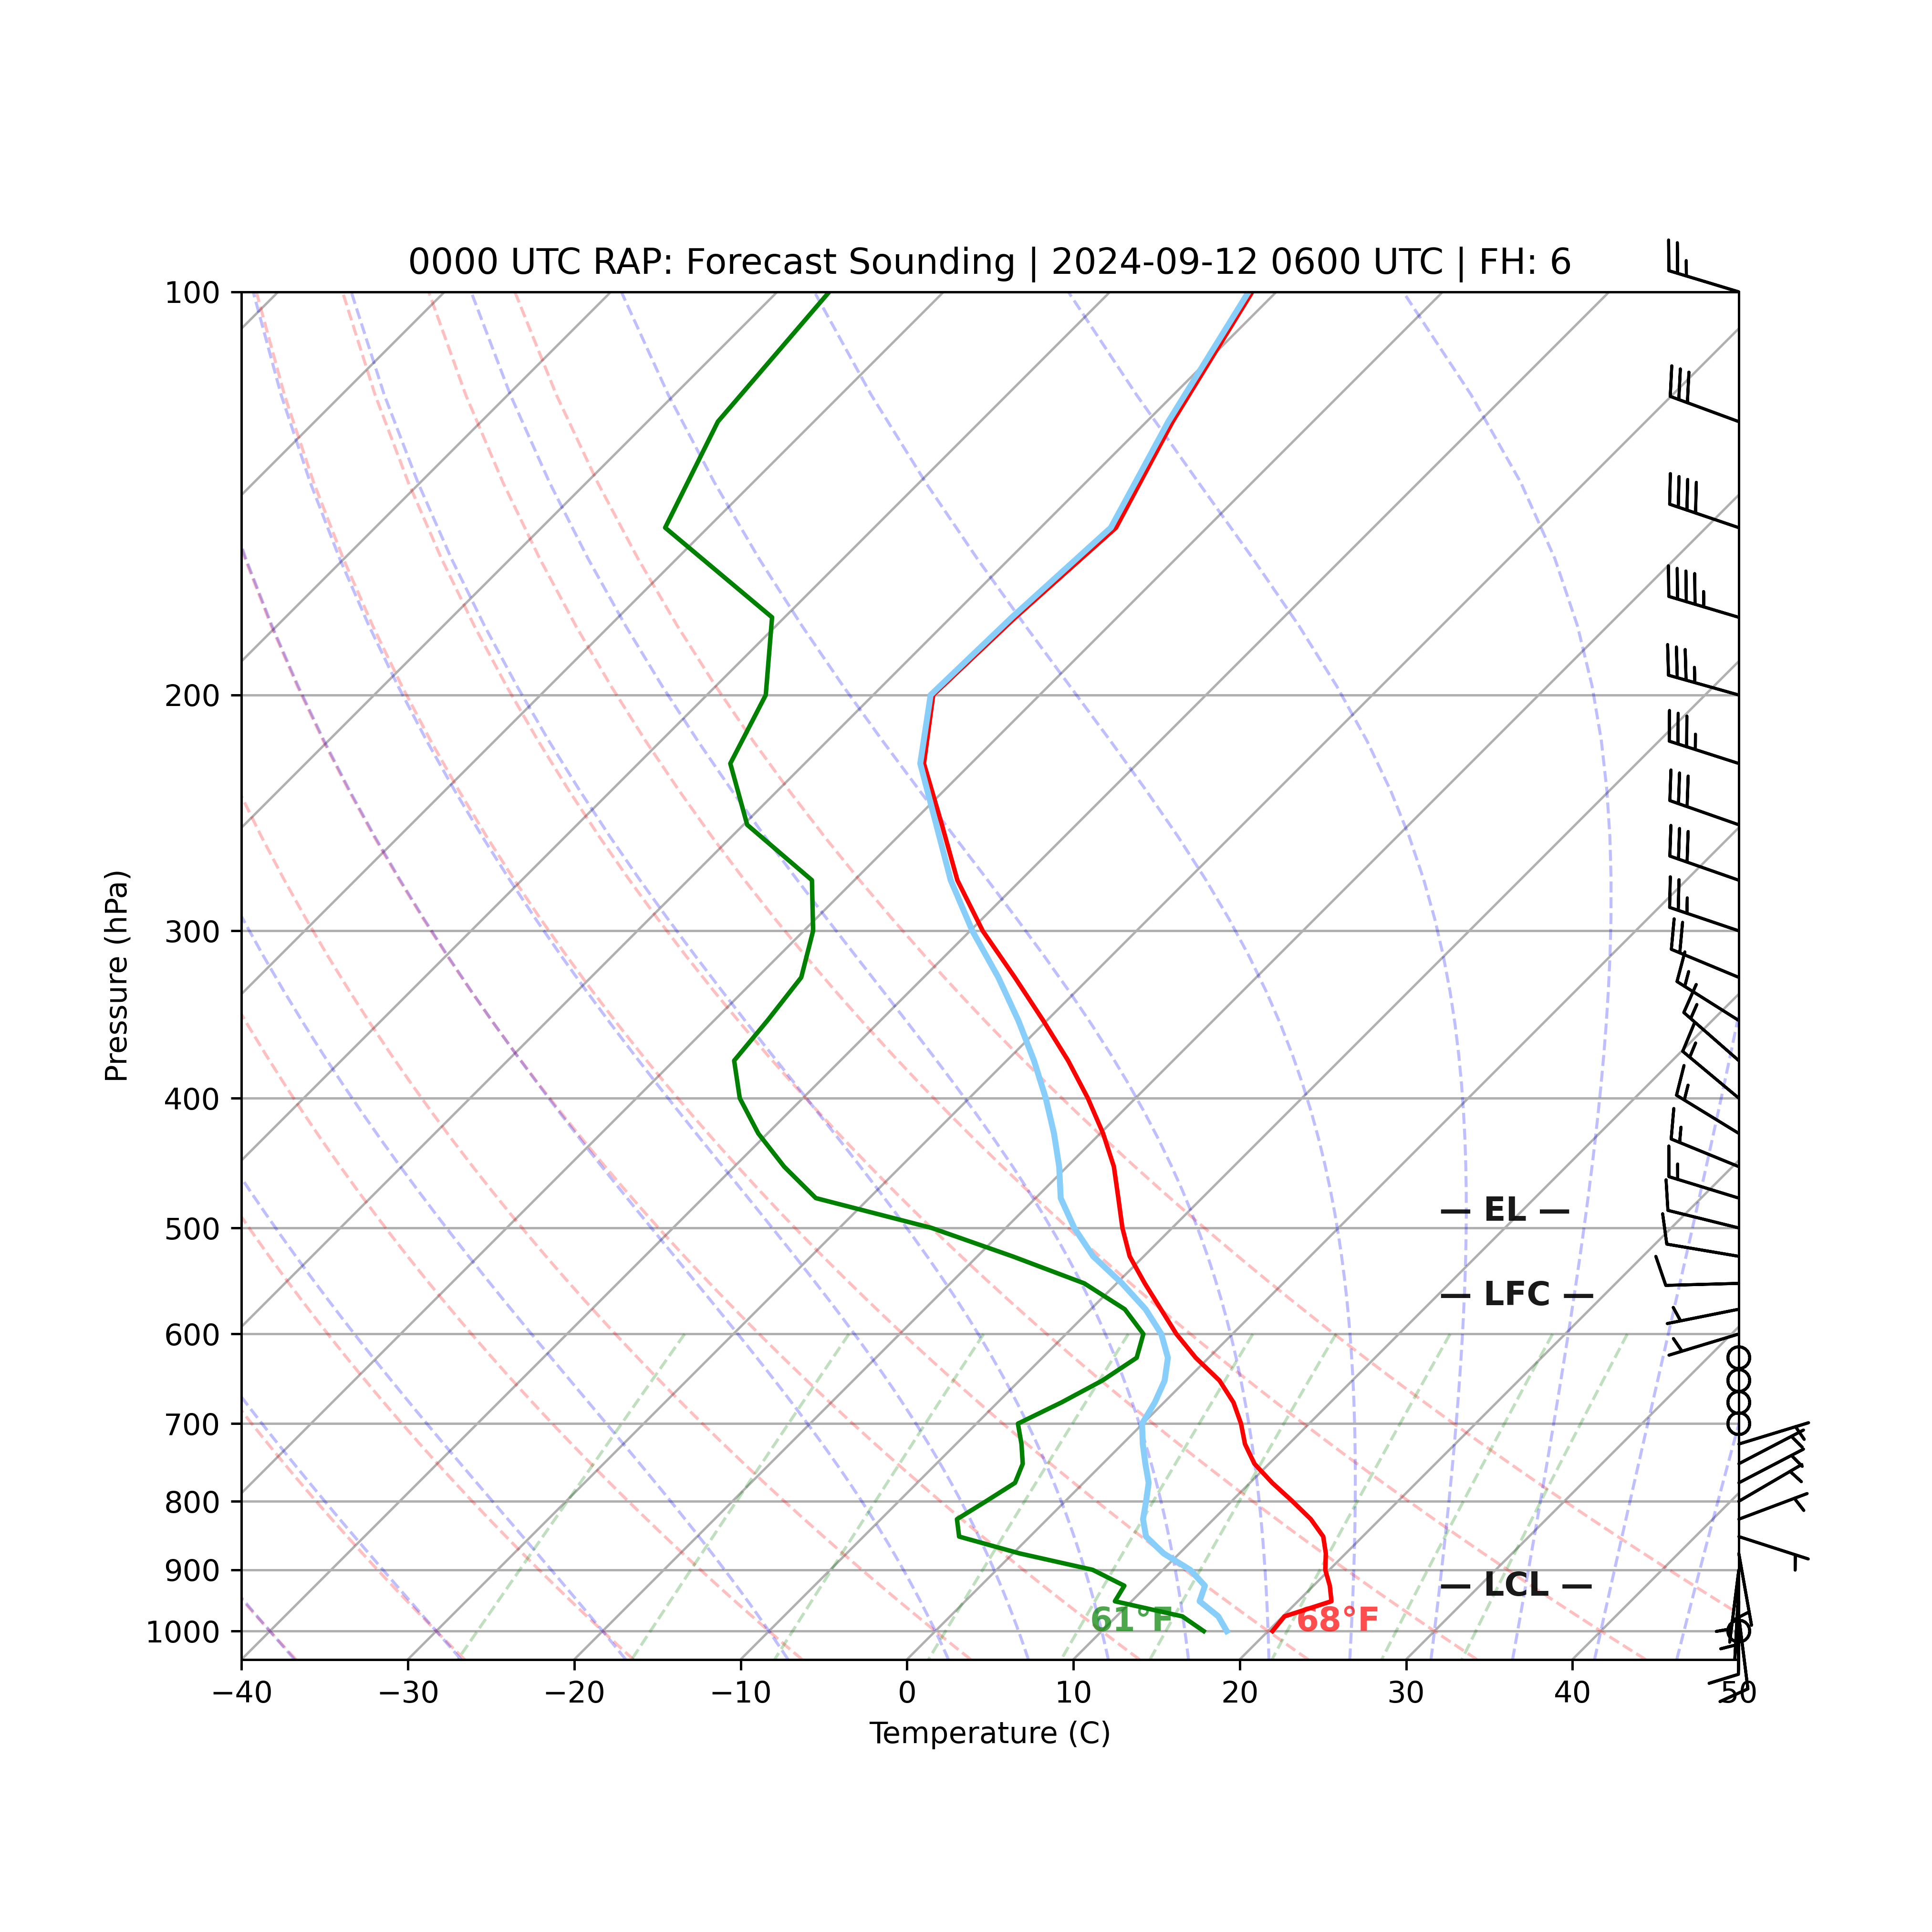 0000 UTC RAP: Forecast Sounding | 2024-09-12 0600 UTC | FH: 6
100
200
300
400
500
600
700
800
900
1000
Pressure (hPa)
— EL —
— LFC —
— LCL —
61°F
68°F
−40 −30 −20 −10 0 10 20 30 40 50
Temperature (C)